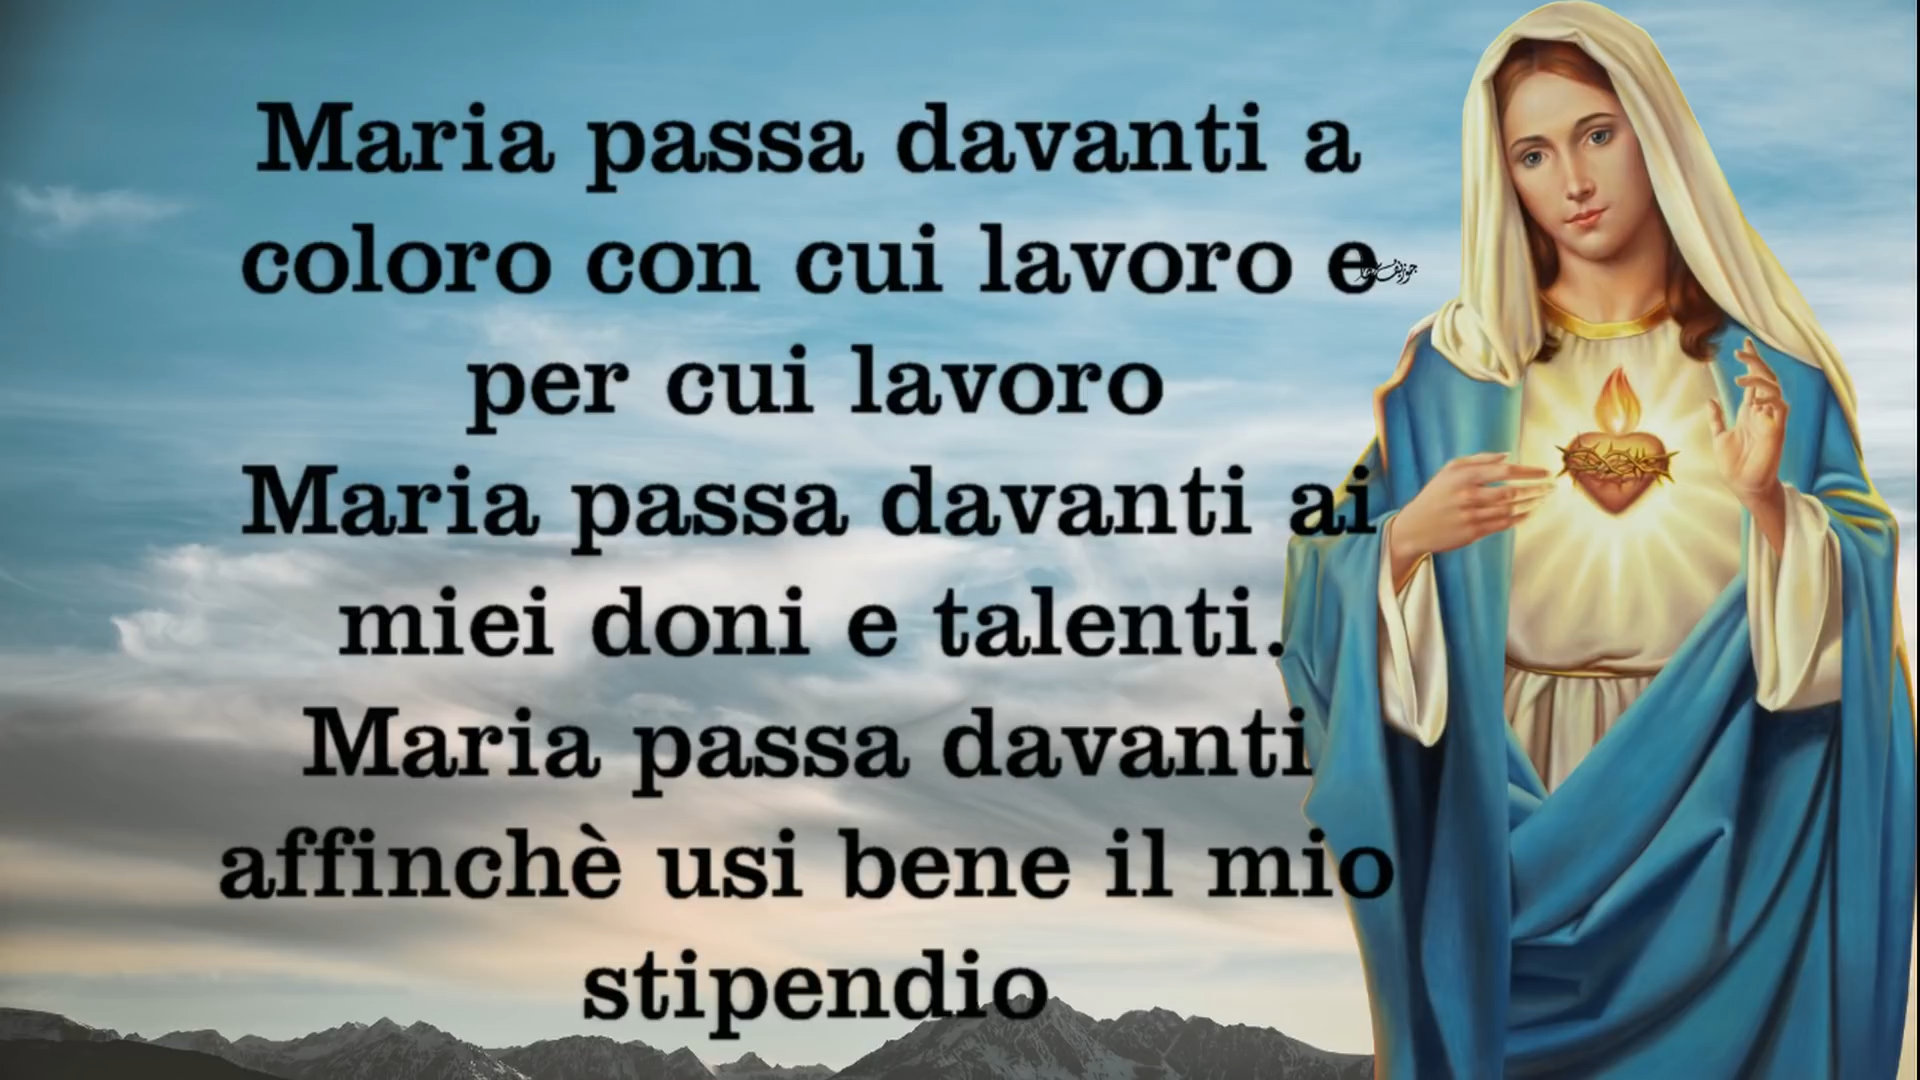 Maria passa davanti a
coloro con cui lavoro e
per cui lavoro
Maria passa davanti ai
miei doni e talenti.
Maria passa davanti
affinchè usi bene il mio
stipendio